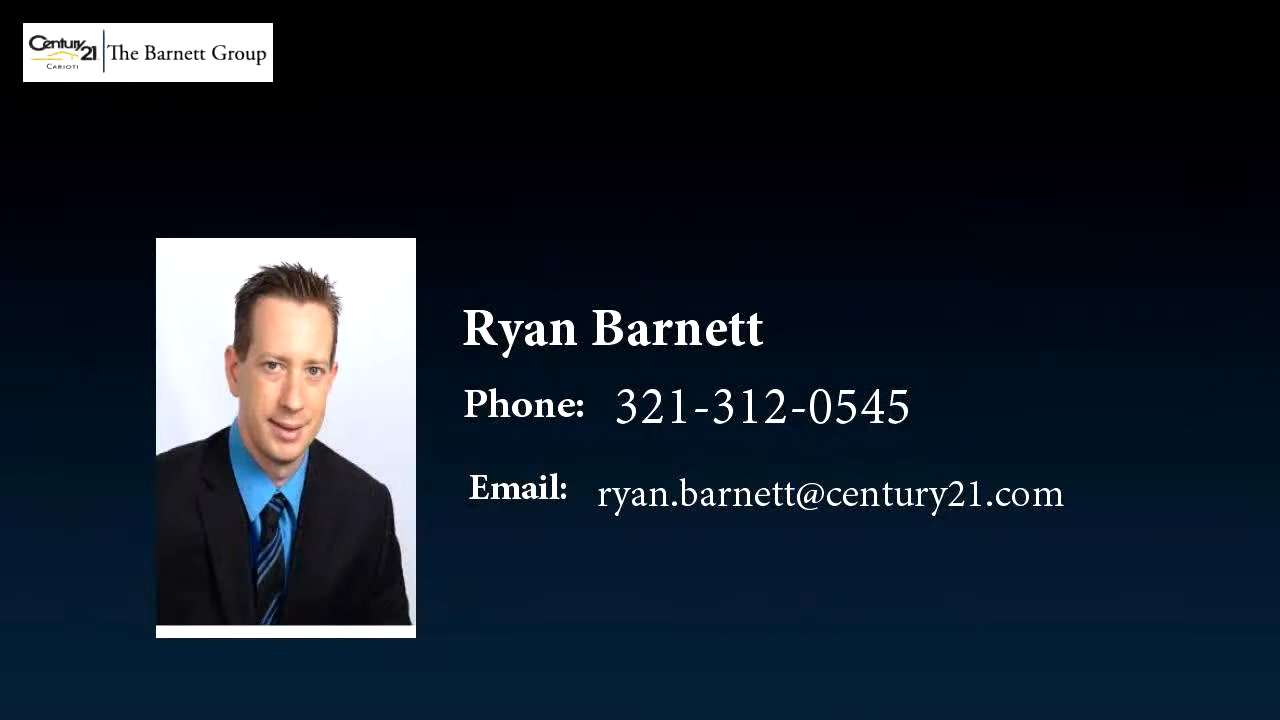 Century 21
CARIOTI
The Barnett Group
Ryan Barnett
Phone: 321-312-0545
Email: ryan.barnett@century21.com